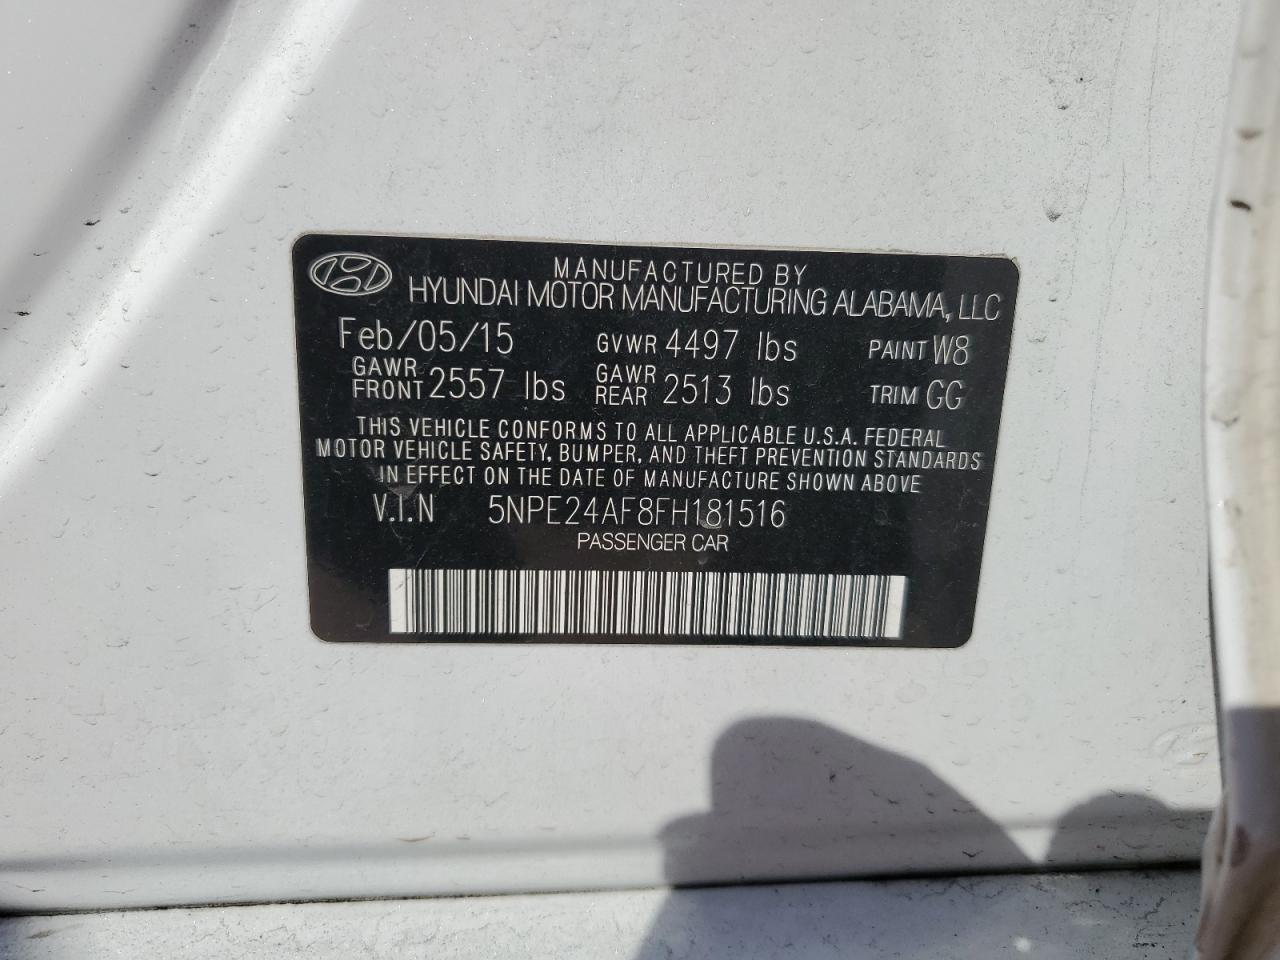 MANUFACTURED BY
HYUNDAI MOTOR MANUFACTURING ALABAMA, LLC
Feb/05/15 GVWR 4497 lbs PAINT W8
GAWR FRONT 2557 lbs GAWR REAR 2513 lbs TRIM GG
THIS VEHICLE CONFORMS TO ALL APPLICABLE U.S.A. FEDERAL
MOTOR VEHICLE SAFETY, BUMPER, AND THEFT PREVENTION STANDARDS
IN EFFECT ON THE DATE OF MANUFACTURE SHOWN ABOVE
V.I.N 5NPE24AF8FH181516
PASSENGER CAR